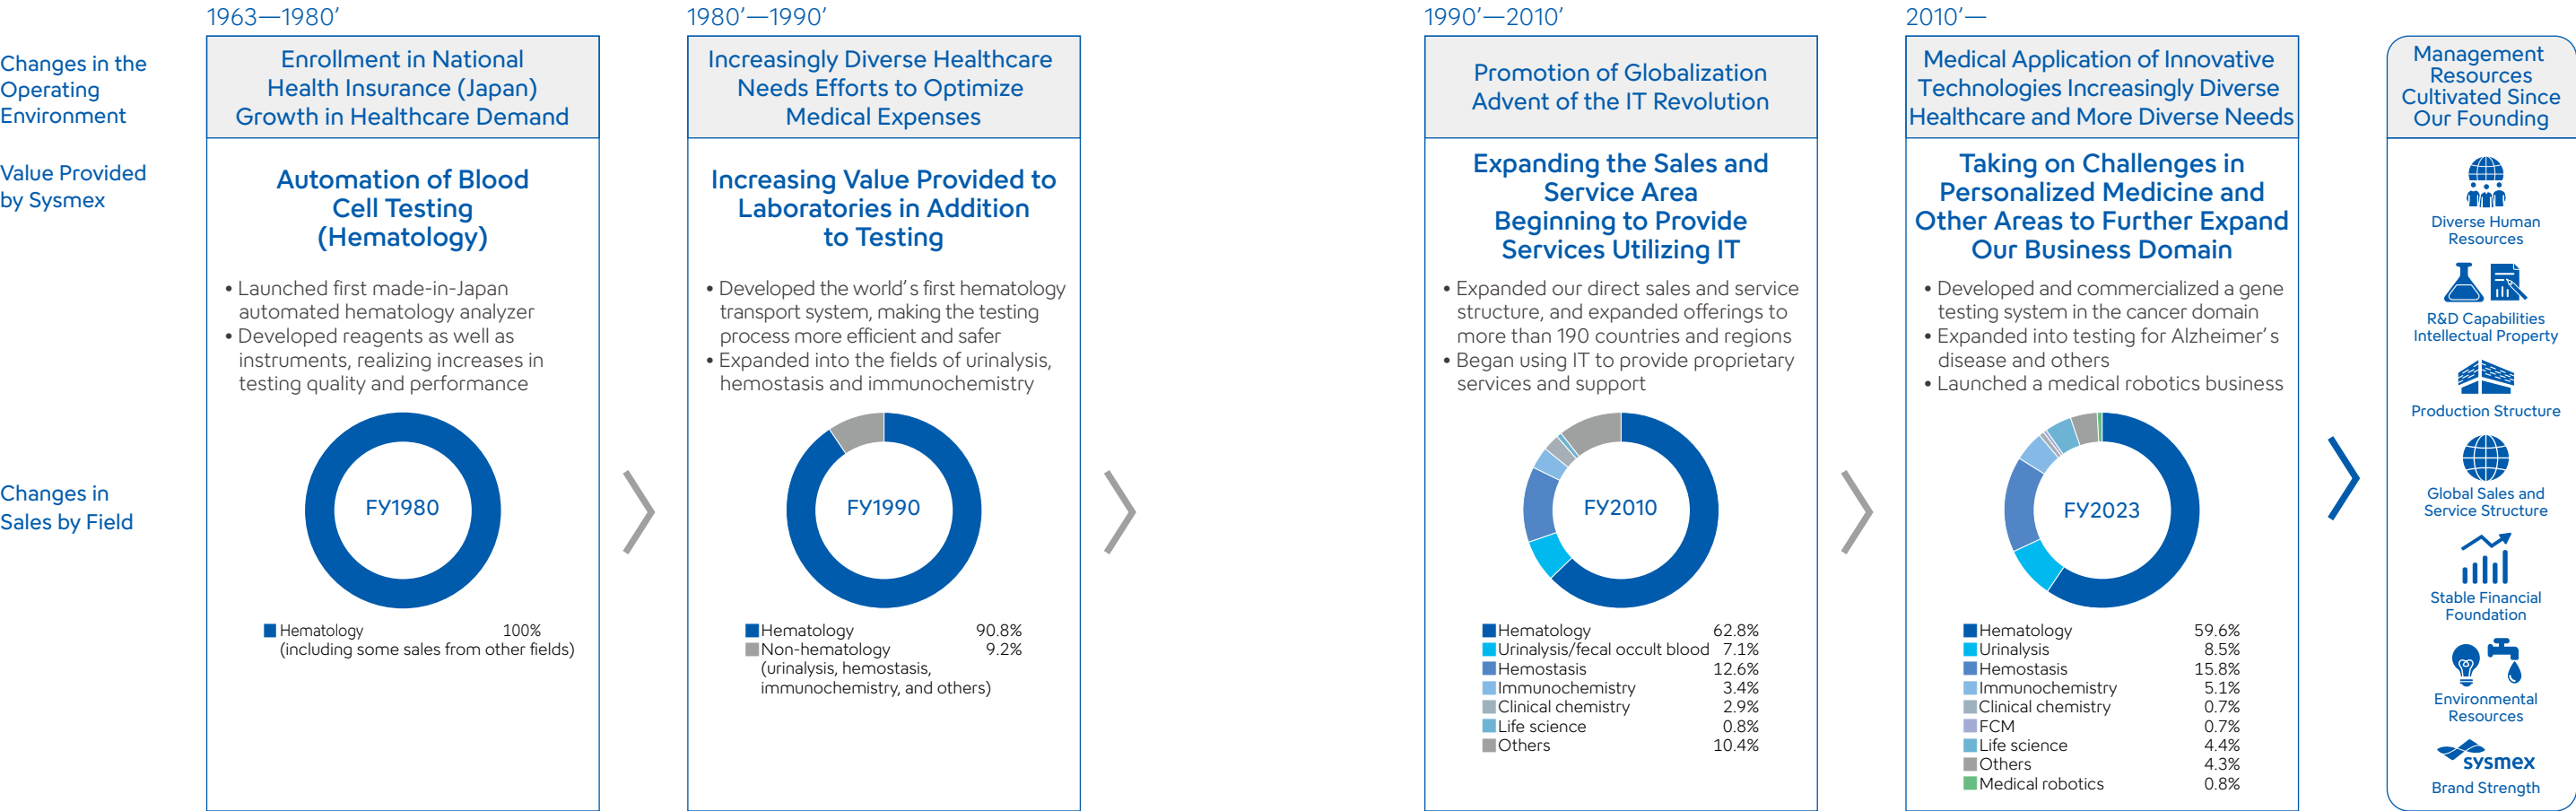 Changes in the
Operating
Environment
Value Provided
by Sysmex
Changes in
Sales by Field
1963—1980’
Enrollment in National
Health Insurance (Japan)
Growth in Healthcare Demand
Automation of Blood
Cell Testing
(Hematology)
• Launched first made-in-Japan
automated hematology analyzer
• Developed reagents as well as
instruments, realizing increases in
testing quality and performance
FY1980
Hematology 100%
(including some sales from other fields)
1980’—1990’
Increasingly Diverse Healthcare
Needs Efforts to Optimize
Medical Expenses
Increasing Value Provided to
Laboratories in Addition
to Testing
• Developed the world’s first hematology
transport system, making the testing
process more efficient and safer
• Expanded into the fields of urinalysis,
hemostasis and immunochemistry
FY1990
Hematology 90.8%
Non-hematology 9.2%
(urinalysis, hemostasis,
immunochemistry, and others)
1990’—2010’
Promotion of Globalization
Advent of the IT Revolution
Expanding the Sales and
Service Area
Beginning to Provide
Services Utilizing IT
• Expanded our direct sales and service
structure, and expanded offerings to
more than 190 countries and regions
• Began using IT to provide proprietary
services and support
FY2010
Hematology 62.8%
Urinalysis/fecal occult blood 7.1%
Hemostasis 12.6%
Immunochemistry 3.4%
Clinical chemistry 2.9%
Life science 0.8%
Others 10.4%
2010’—
Medical Application of Innovative
Technologies Increasingly Diverse
Healthcare and More Diverse Needs
Taking on Challenges in
Personalized Medicine and
Other Areas to Further Expand
Our Business Domain
• Developed and commercialized a gene
testing system in the cancer domain
• Expanded into testing for Alzheimer’s
disease and others
• Launched a medical robotics business
FY2023
Hematology 59.6%
Urinalysis 8.5%
Hemostasis 15.8%
Immunochemistry 5.1%
Clinical chemistry 0.7%
FCM 0.7%
Life science 4.4%
Others 4.3%
Medical robotics 0.8%
Management
Resources
Cultivated Since
Our Founding
Diverse Human
Resources
R&D Capabilities
Intellectual Property
Production Structure
Global Sales and
Service Structure
Stable Financial
Foundation
Environmental
Resources
sysmex
Brand Strength